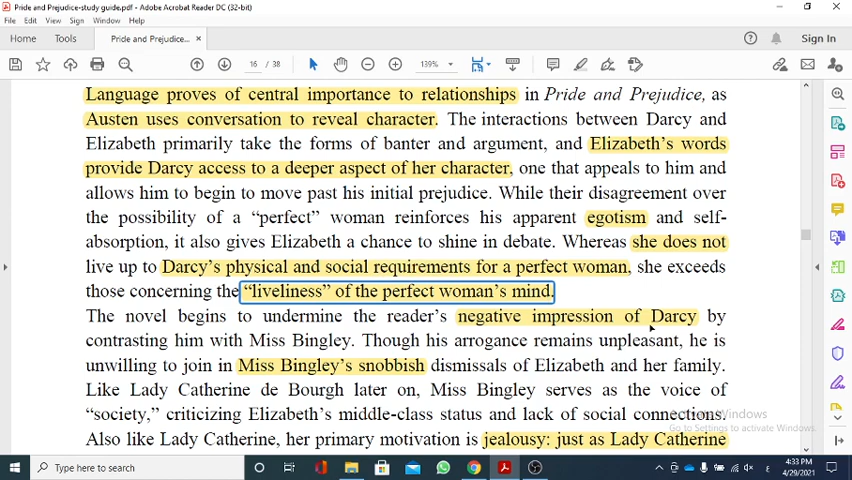 Pride and Prejudice-study guide.pdf - Adobe Acrobat Reader DC (32-bit)
File Edit View Sign Window Help
Home Tools Pride and Prejudice... × Sign In
16 / 38 139%
Language proves of central importance to relationships in Pride and Prejudice, as
Austen uses conversation to reveal character. The interactions between Darcy and
Elizabeth primarily take the forms of banter and argument, and Elizabeth's words
provide Darcy access to a deeper aspect of her character, one that appeals to him and
allows him to begin to move past his initial prejudice. While their disagreement over
the possibility of a “perfect” woman reinforces his apparent egotism and self-
absorption, it also gives Elizabeth a chance to shine in debate. Whereas she does not
live up to Darcy's physical and social requirements for a perfect woman, she exceeds
those concerning the “liveliness” of the perfect woman's mind.
The novel begins to undermine the reader's negative impression of Darcy by
contrasting him with Miss Bingley. Though his arrogance remains unpleasant, he is
unwilling to join in Miss Bingley's snobbish dismissals of Elizabeth and her family.
Like Lady Catherine de Bourgh later on, Miss Bingley serves as the voice of
“society,” criticizing Elizabeth's middle-class status and lack of social connections.
Activate Windows
Go to Settings to activate Windows.
Also like Lady Catherine, her primary motivation is jealousy: just as Lady Catherine
Type here to search
4:33 PM
4/29/2021